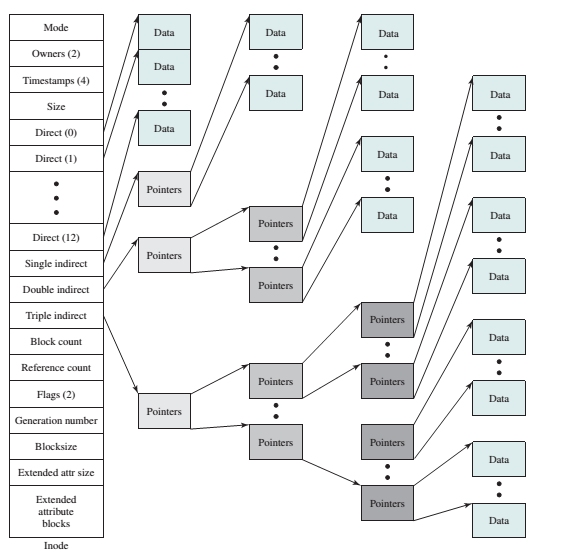 Mode
Owners (2)
Timestamps (4)
Size
Direct (0)
Direct (1)
Direct (12)
Single indirect
Double indirect
Triple indirect
Block count
Reference count
Flags (2)
Generation number
Blocksize
Extended attr size
Extended
attribute
blocks
Inode
Data
Data
Data
Pointers
Pointers
Pointers
Data
Data
Pointers
Pointers
Pointers
Pointers
Data
Data
Data
Data
Pointers
Pointers
Pointers
Pointers
Data
Data
Data
Data
Data
Data
Data
Data